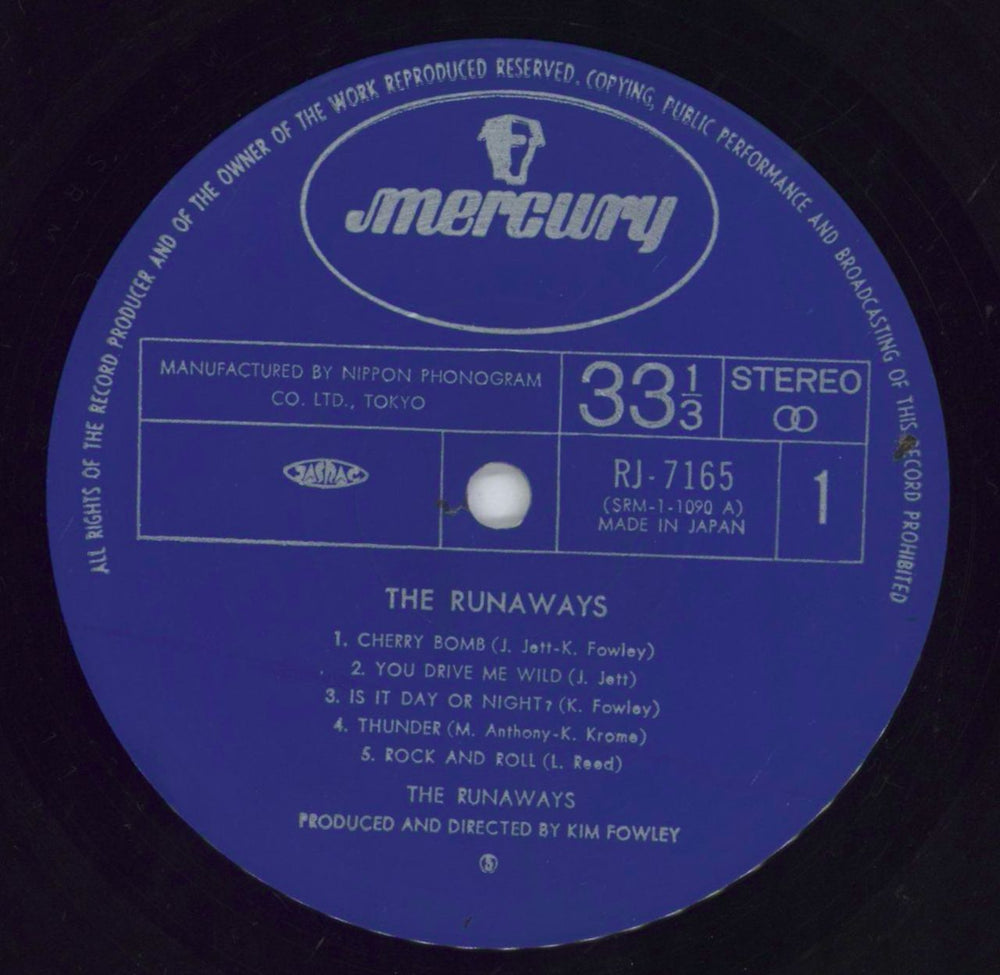 ALL RIGHTS OF THE RECORD PRODUCER AND OF THE OWNER OF THE WORK REPRODUCED RESERVED. COPYING, PUBLIC PERFORMANCE AND BROADCASTING OF THIS RECORD PROHIBITED
mercury
MANUFACTURED BY NIPPON PHONOGRAM
CO. LTD., TOKYO
33 1/3
STEREO
JASRAC
RJ-7165
(SRM-1-1090 A)
MADE IN JAPAN
1
THE RUNAWAYS
1. CHERRY BOMB (J. Jett-K. Fowley)
2. YOU DRIVE ME WILD (J. Jett)
3. IS IT DAY OR NIGHT? (K. Fowley)
4. THUNDER (M. Anthony-K. Krome)
5. ROCK AND ROLL (L. Reed)
THE RUNAWAYS
PRODUCED AND DIRECTED BY KIM FOWLEY